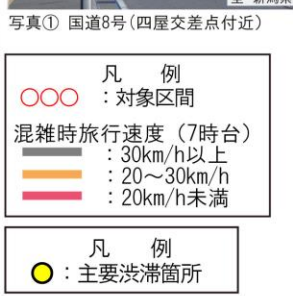 至 新潟県
写真① 国道8号(四屋交差点付近)
凡 例
○○○ ：対象区間
混雑時旅行速度（7時台）
：30km/h以上
：20～30km/h
：20km/h未満
凡 例
：主要渋滞箇所